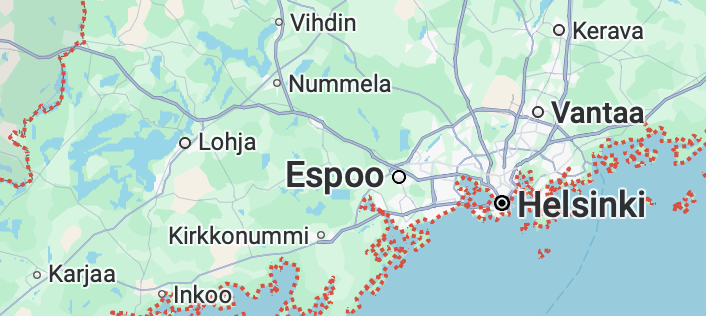 Vihdin
Kerava
Nummela
Vantaa
Lohja
Espoo
Helsinki
Kirkkonummi
Karjaa
Inkoo